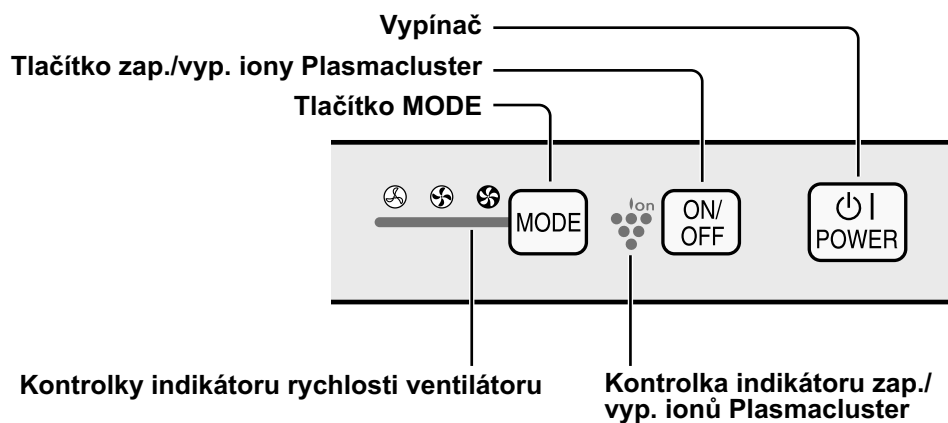 Vypínač
Tlačítko zap./vyp. iony Plasmacluster
Tlačítko MODE
MODE
ion
ON/
OFF
POWER
Kontrolky indikátoru rychlosti ventilátoru
Kontrolka indikátoru zap./
vyp. ionů Plasmacluster